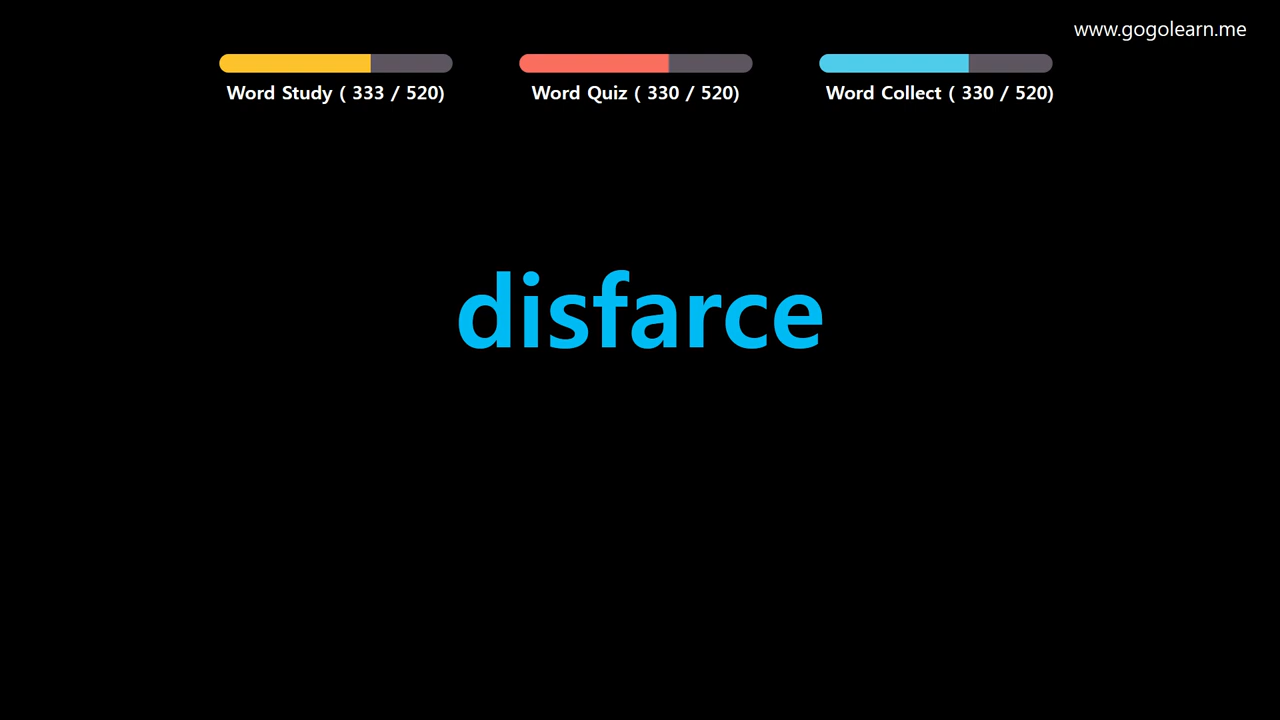 www.gogolearn.me
Word Study ( 333 / 520)
Word Quiz ( 330 / 520)
Word Collect ( 330 / 520)
disfarce